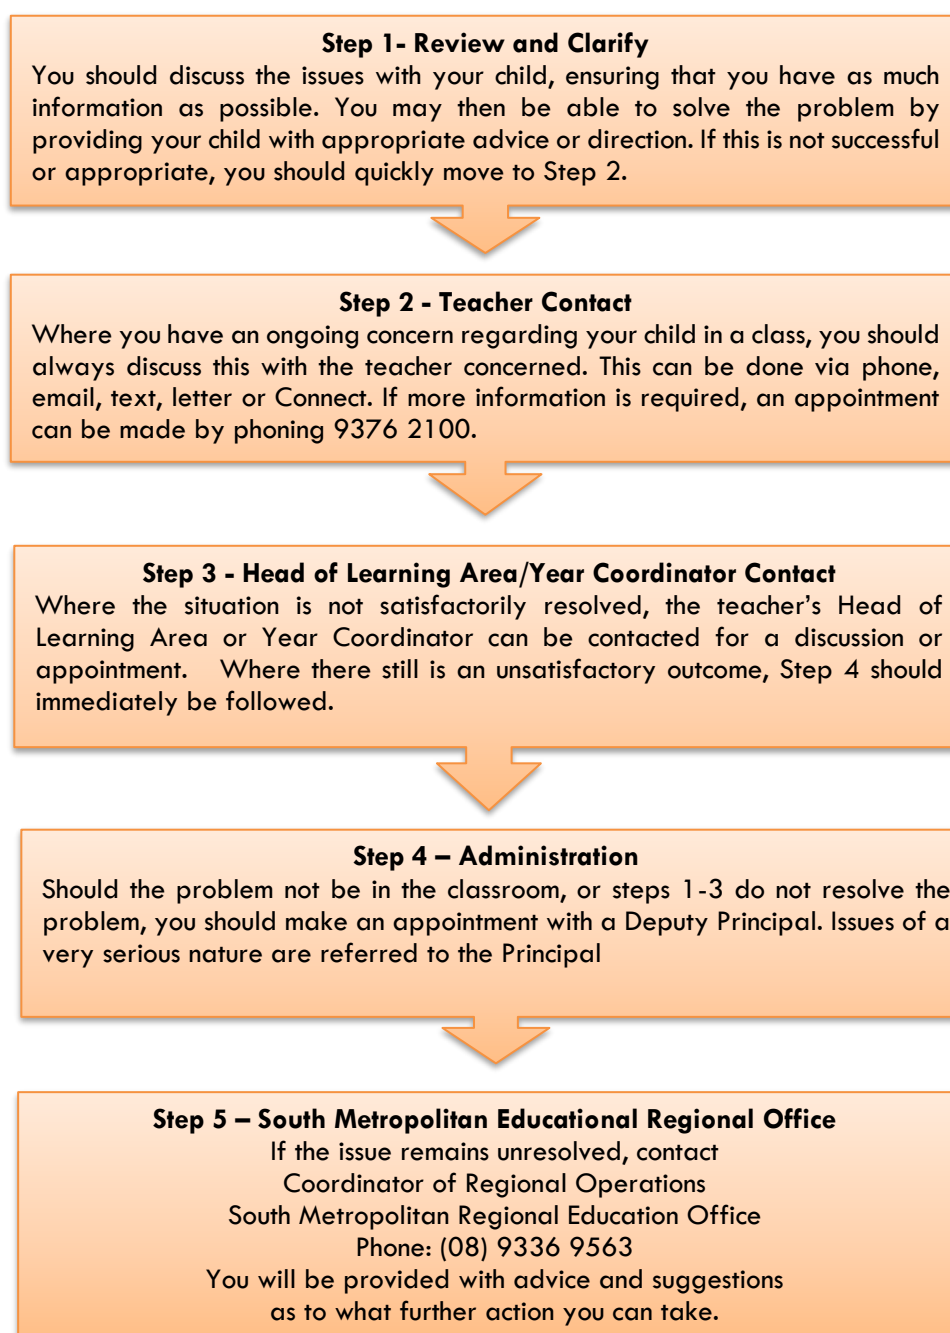 Step 1- Review and Clarify
You should discuss the issues with your child, ensuring that you have as much
information as possible. You may then be able to solve the problem by
providing your child with appropriate advice or direction. If this is not successful
or appropriate, you should quickly move to Step 2.
Step 2 - Teacher Contact
Where you have an ongoing concern regarding your child in a class, you should
always discuss this with the teacher concerned. This can be done via phone,
email, text, letter or Connect. If more information is required, an appointment
can be made by phoning 9376 2100.
Step 3 - Head of Learning Area/Year Coordinator Contact
Where the situation is not satisfactorily resolved, the teacher’s Head of
Learning Area or Year Coordinator can be contacted for a discussion or
appointment. Where there still is an unsatisfactory outcome, Step 4 should
immediately be followed.
Step 4 – Administration
Should the problem not be in the classroom, or steps 1-3 do not resolve the
problem, you should make an appointment with a Deputy Principal. Issues of a
very serious nature are referred to the Principal
Step 5 – South Metropolitan Educational Regional Office
If the issue remains unresolved, contact
Coordinator of Regional Operations
South Metropolitan Regional Education Office
Phone: (08) 9336 9563
You will be provided with advice and suggestions
as to what further action you can take.